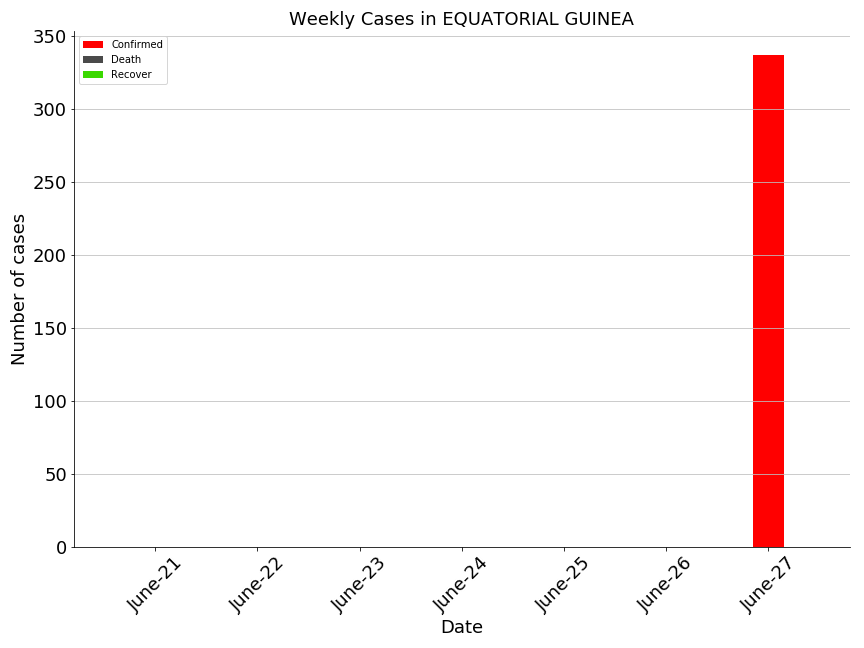 Weekly Cases in EQUATORIAL GUINEA
Confirmed
Death
Recover
350
300
250
200
150
100
50
0
Number of cases
June-21
June-22
June-23
June-24
June-25
June-26
June-27
Date